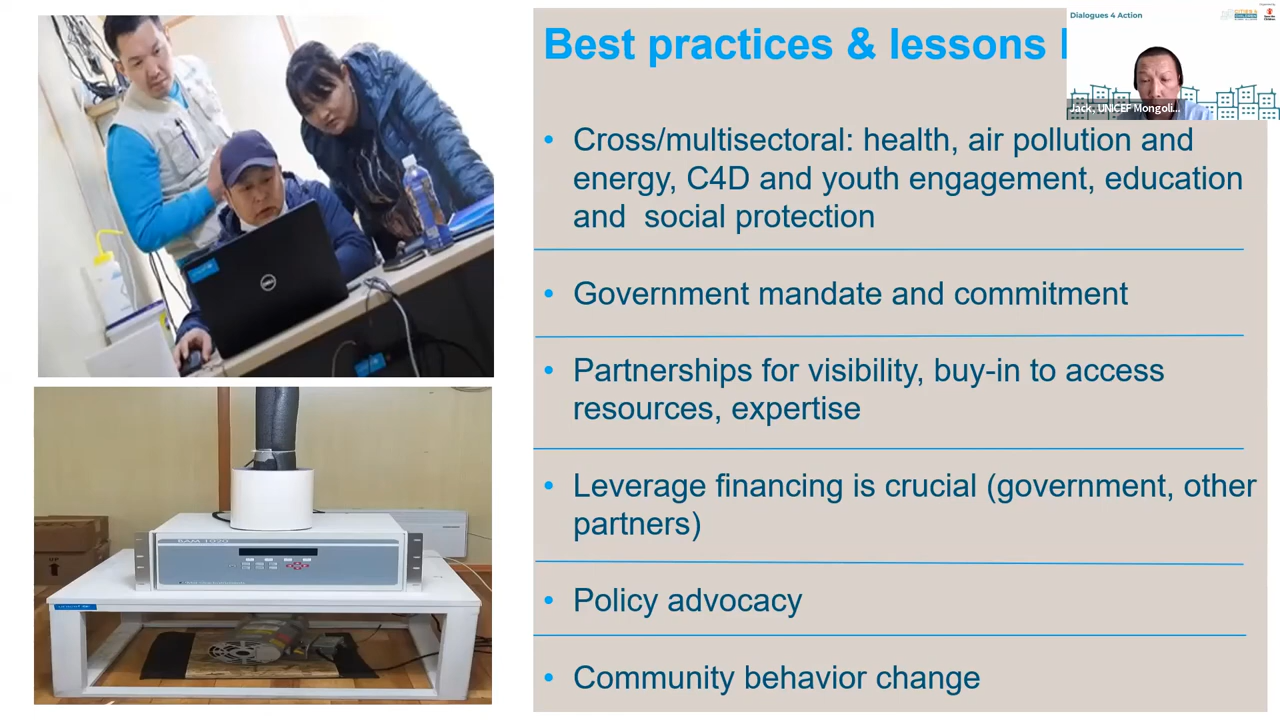 Best practices & lessons
Dialogues 4 Action
Jack, UNICEF Mongoli...
• Cross/multisectoral: health, air pollution and
energy, C4D and youth engagement, education
and social protection
• Government mandate and commitment
• Partnerships for visibility, buy-in to access
resources, expertise
• Leverage financing is crucial (government, other
partners)
• Policy advocacy
• Community behavior change
DELL
UP